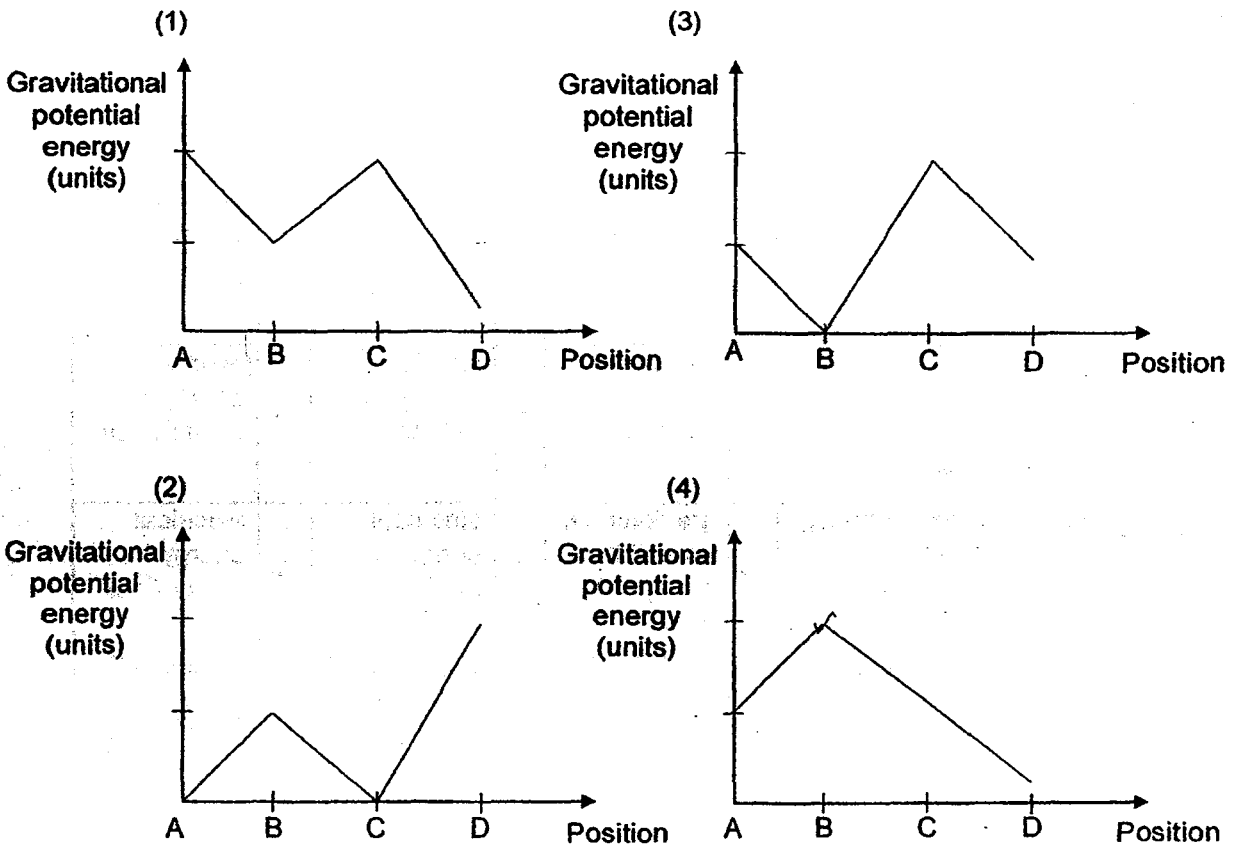 (1)
Gravitational
potential
energy
(units)
A
B
C
D
Position
(3)
Gravitational
potential
energy
(units)
A
B
C
D
Position
(2)
Gravitational
potential
energy
(units)
A
B
C
D
Position
(4)
Gravitational
potential
energy
(units)
A
B
C
D
Position